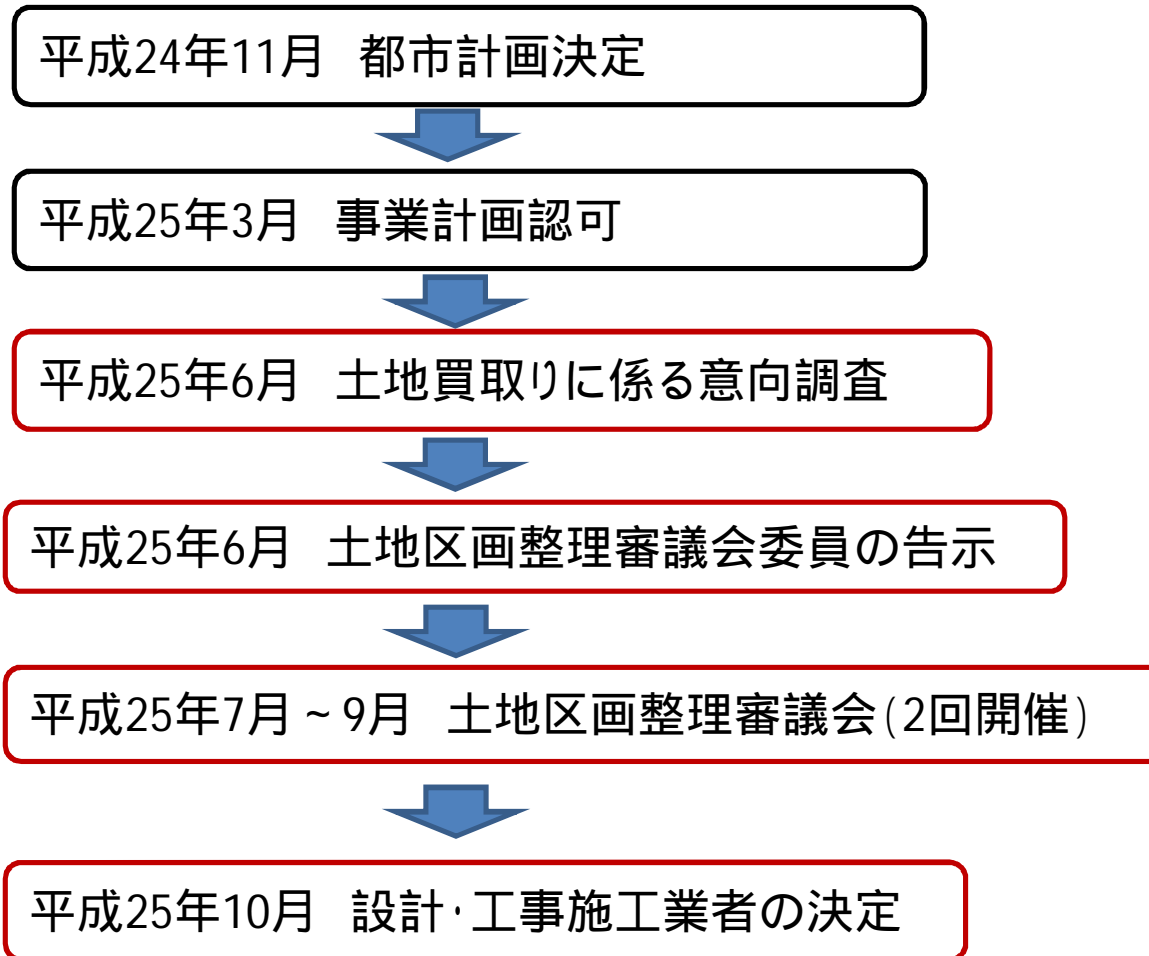 平成24年11月　都市計画決定
平成25年3月　事業計画認可
平成25年6月　土地買取りに係る意向調査
平成25年6月　土地区画整理審議会委員の告示
平成25年7月～9月　土地区画整理審議会(2回開催)
平成25年10月　設計・工事施工業者の決定